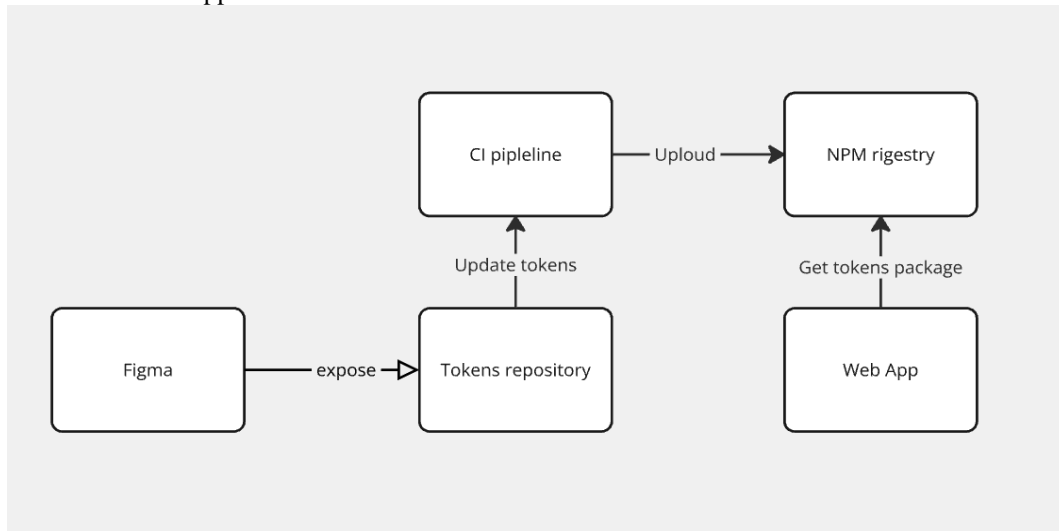 CI pipleline
Uploud
NPM rigestry
Update tokens
Get tokens package
Figma
expose
Tokens repository
Web App